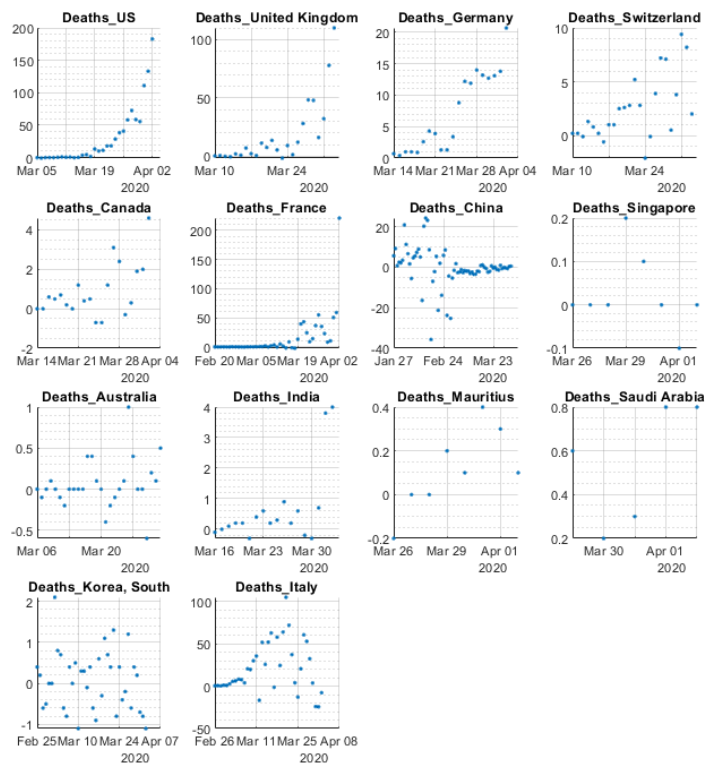 Deaths_US
200
150
100
50
0
Mar 05 Mar 19 Apr 02
2020
Deaths_United Kingdom
100
50
0
Mar 10 Mar 24
2020
Deaths_Germany
20
15
10
5
0
Mar 14 Mar 28 Apr 04
2020
Deaths_Switzerland
10
5
0
Mar 10 Mar 24
2020
Deaths_Canada
4
2
0
-2
Mar 14 Mar 21 Mar 28 Apr 04
2020
Deaths_France
200
150
100
50
0
Feb 20 Mar 05 Mar 19 Apr 02
2020
Deaths_China
20
0
-20
-40
Jan 27 Feb 24 Mar 23
2020
Deaths_Singapore
0.2
0.1
0
-0.1
Mar 26 Mar 29 Apr 01
2020
Deaths_Australia
1
0.5
0
-0.5
Mar 06 Mar 20
2020
Deaths_India
4
3
2
1
0
Mar 16 Mar 23 Mar 30
2020
Deaths_Mauritius
0.4
0.2
0
-0.2
Mar 26 Mar 29 Apr 01
2020
Deaths_Saudi Arabia
0.8
0.6
0.4
0.2
Mar 30 Apr 01
2020
Deaths_Korea, South
2
1
0
-1
Feb 25 Mar 10 Mar 24 Apr 07
2020
Deaths_Italy
100
50
0
-50
Feb 26 Mar 11 Mar 25 Apr 08
2020